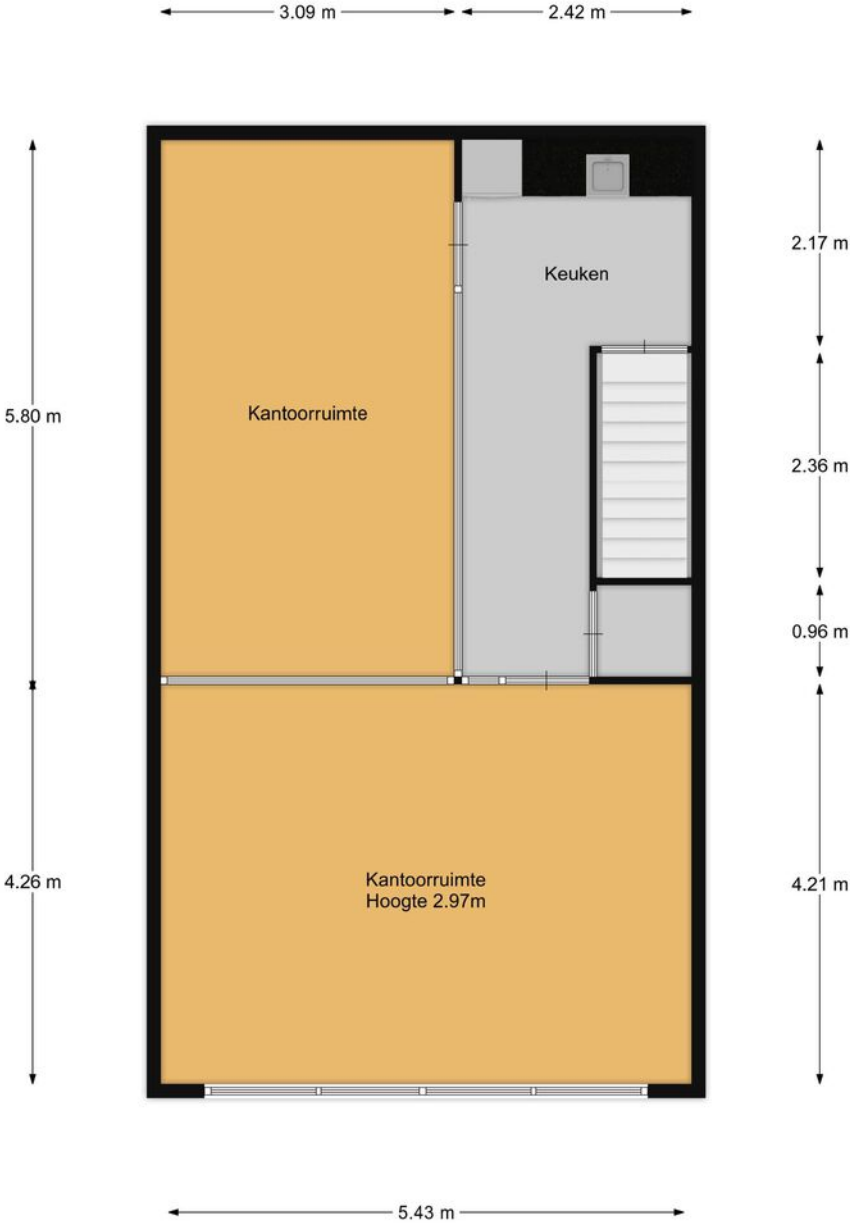 3.09 m
2.42 m
2.17 m
Keuken
Kantoorruimte
5.80 m
2.36 m
0.96 m
Kantoorruimte
Hoogte 2.97m
4.26 m
4.21 m
5.43 m